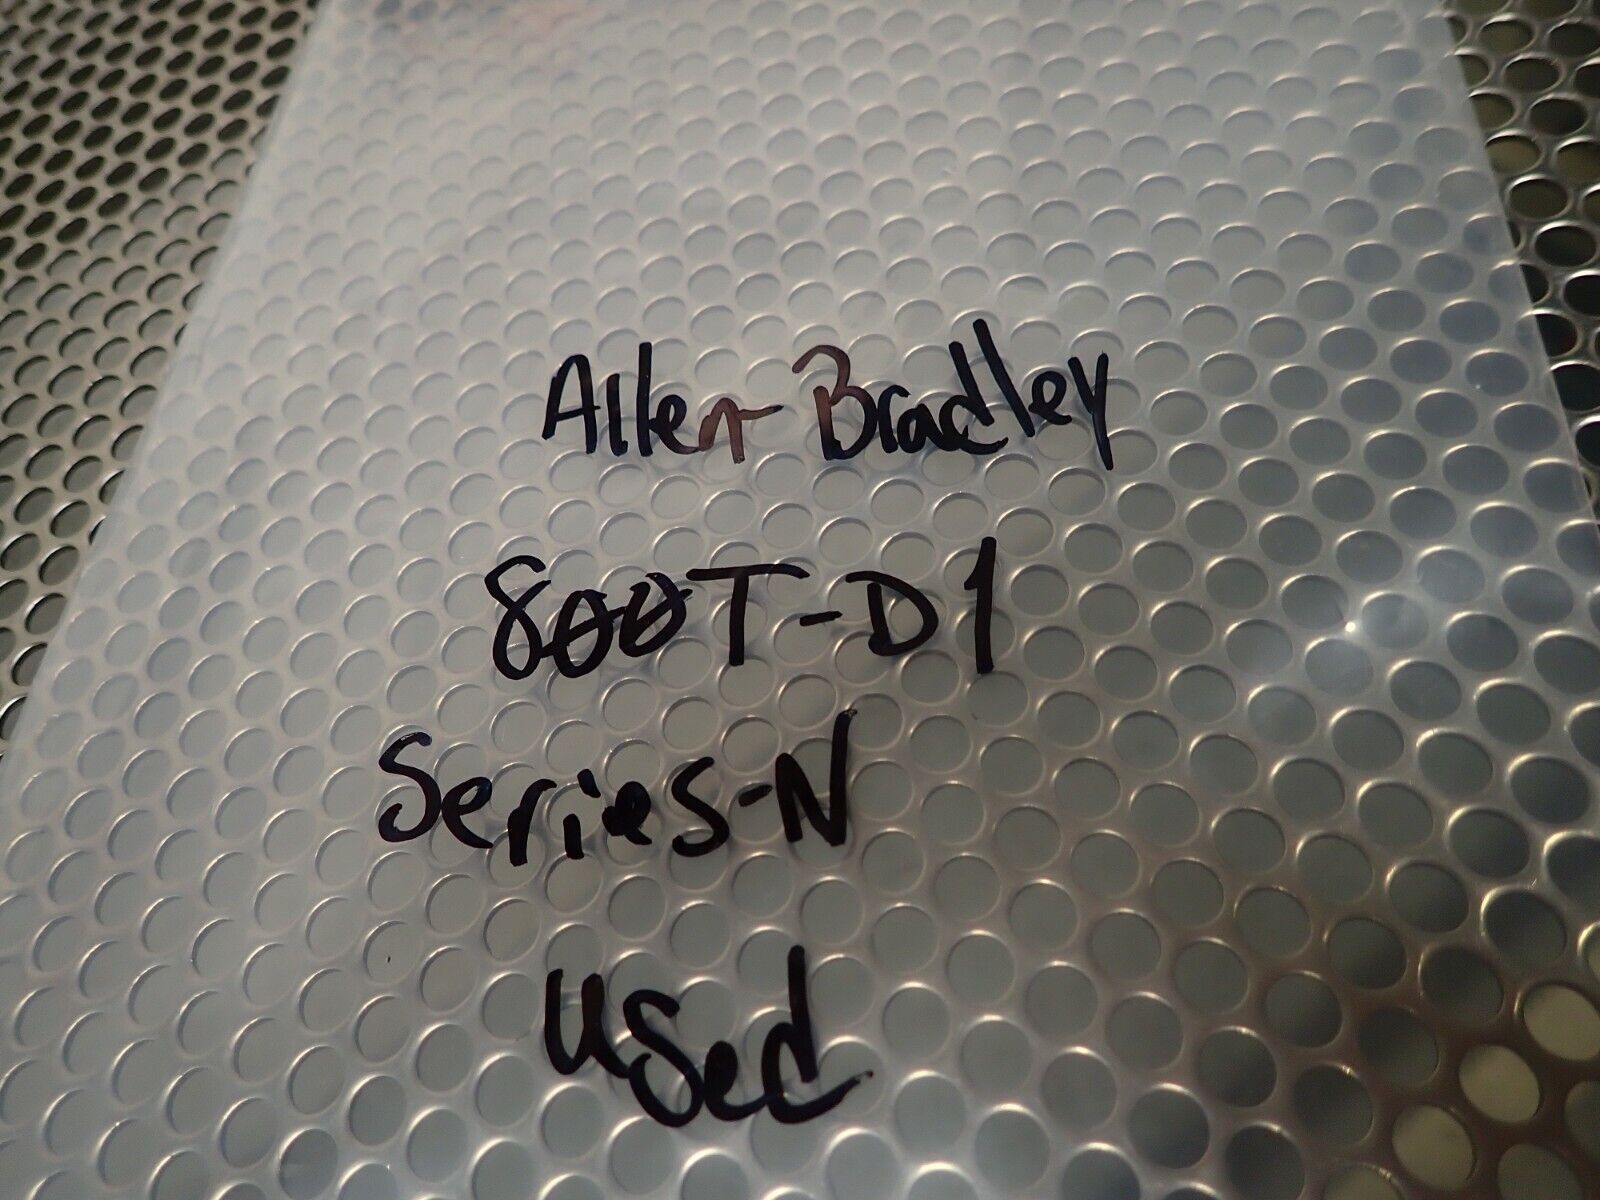 Allen-Bradley
800T-D1
Series-N
Used